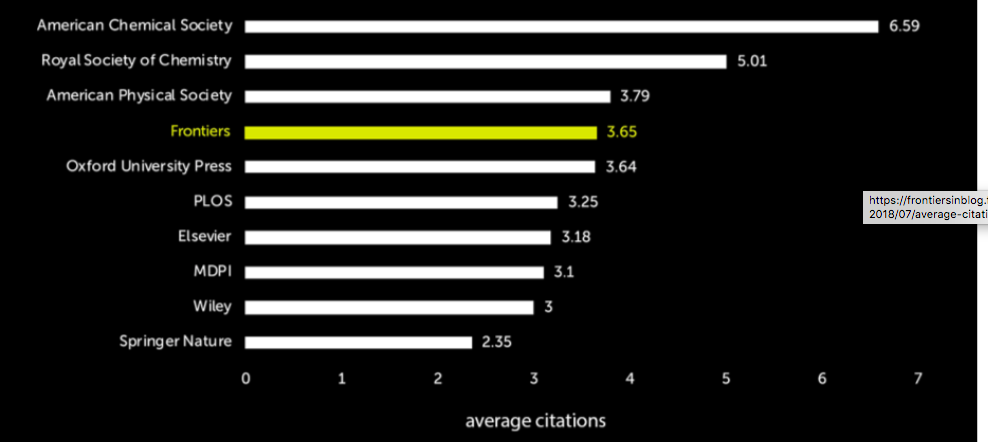 American Chemical Society 6.59
Royal Society of Chemistry 5.01
American Physical Society 3.79
Frontiers 3.65
Oxford University Press 3.64
PLOS 3.25
https://frontiersinblog.
2018/07/average-citati
Elsevier 3.18
MDPI 3.1
Wiley 3
Springer Nature 2.35
0 1 2 3 4 5 6 7
average citations